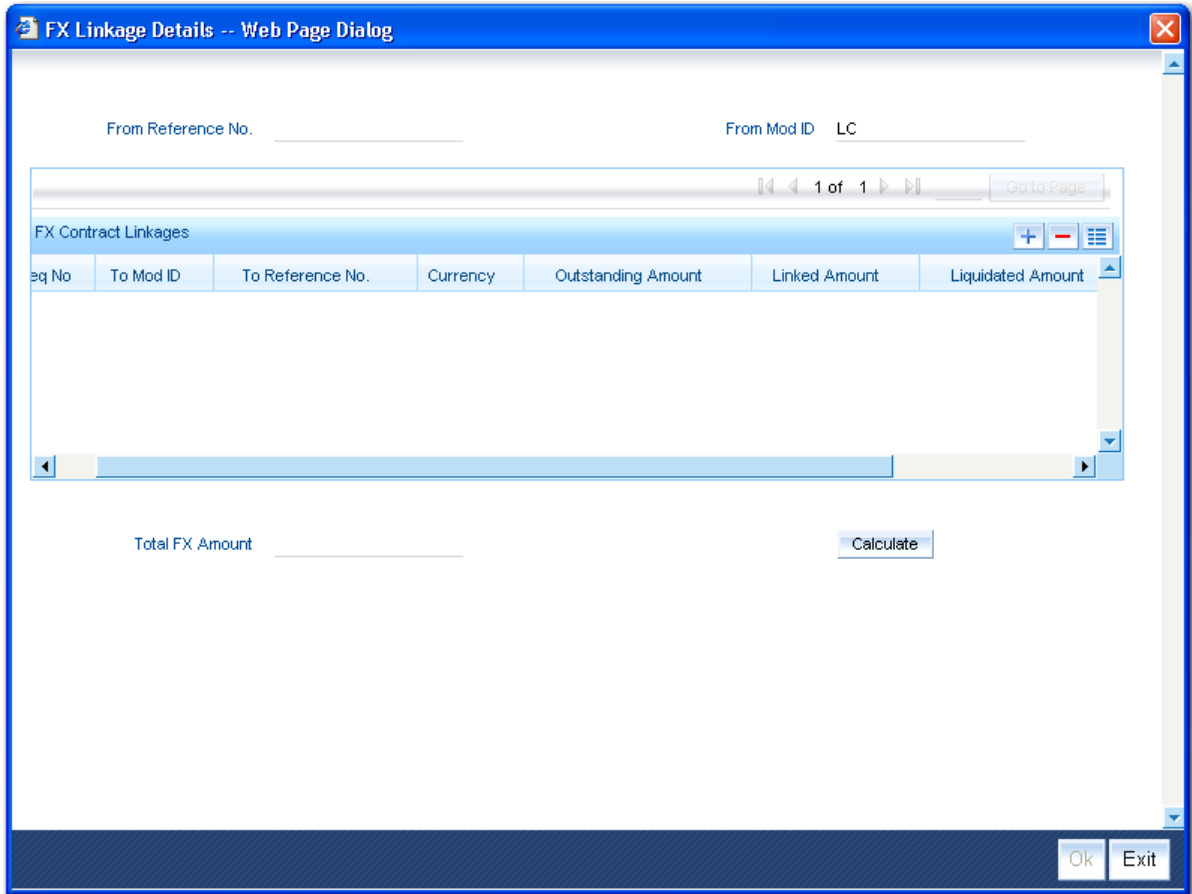 FX Linkage Details -- Web Page Dialog
From Reference No. From Mod ID LC
1 of 1 Go to Page
FX Contract Linkages
eq No To Mod ID To Reference No. Currency Outstanding Amount Linked Amount Liquidated Amount
Total FX Amount Calculate
Ok Exit